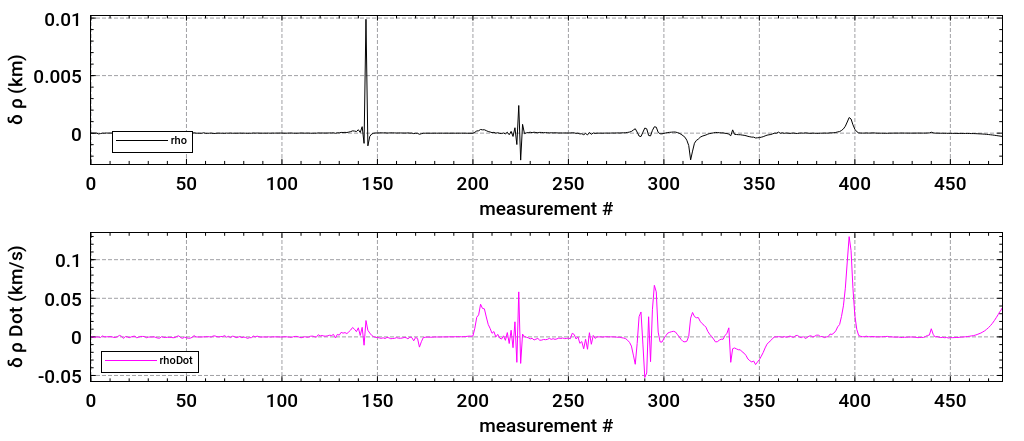 δ ρ (km)
0.01
0.005
0
rho
0 50 100 150 200 250 300 350 400 450
measurement #
δ ρ Dot (km/s)
0.1
0.05
0
-0.05
rhoDot
0 50 100 150 200 250 300 350 400 450
measurement #